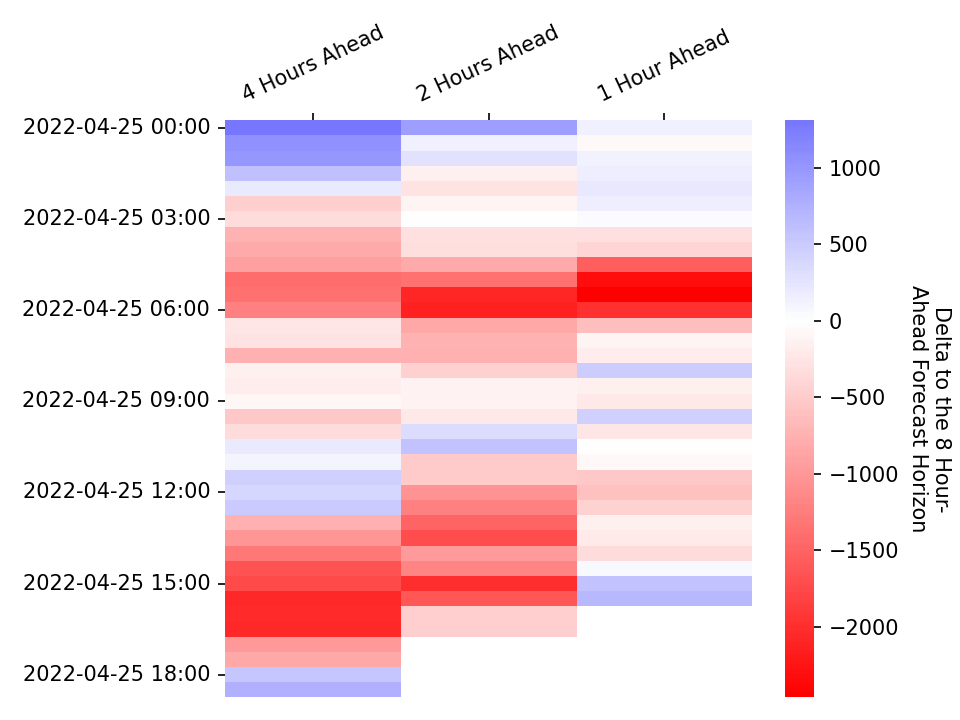 4 Hours Ahead
2 Hours Ahead
1 Hour Ahead
2022-04-25 00:00
2022-04-25 03:00
2022-04-25 06:00
2022-04-25 09:00
2022-04-25 12:00
2022-04-25 15:00
2022-04-25 18:00
1000
500
0
−500
−1000
−1500
−2000
Delta to the 8 Hour-
Ahead Forecast Horizon